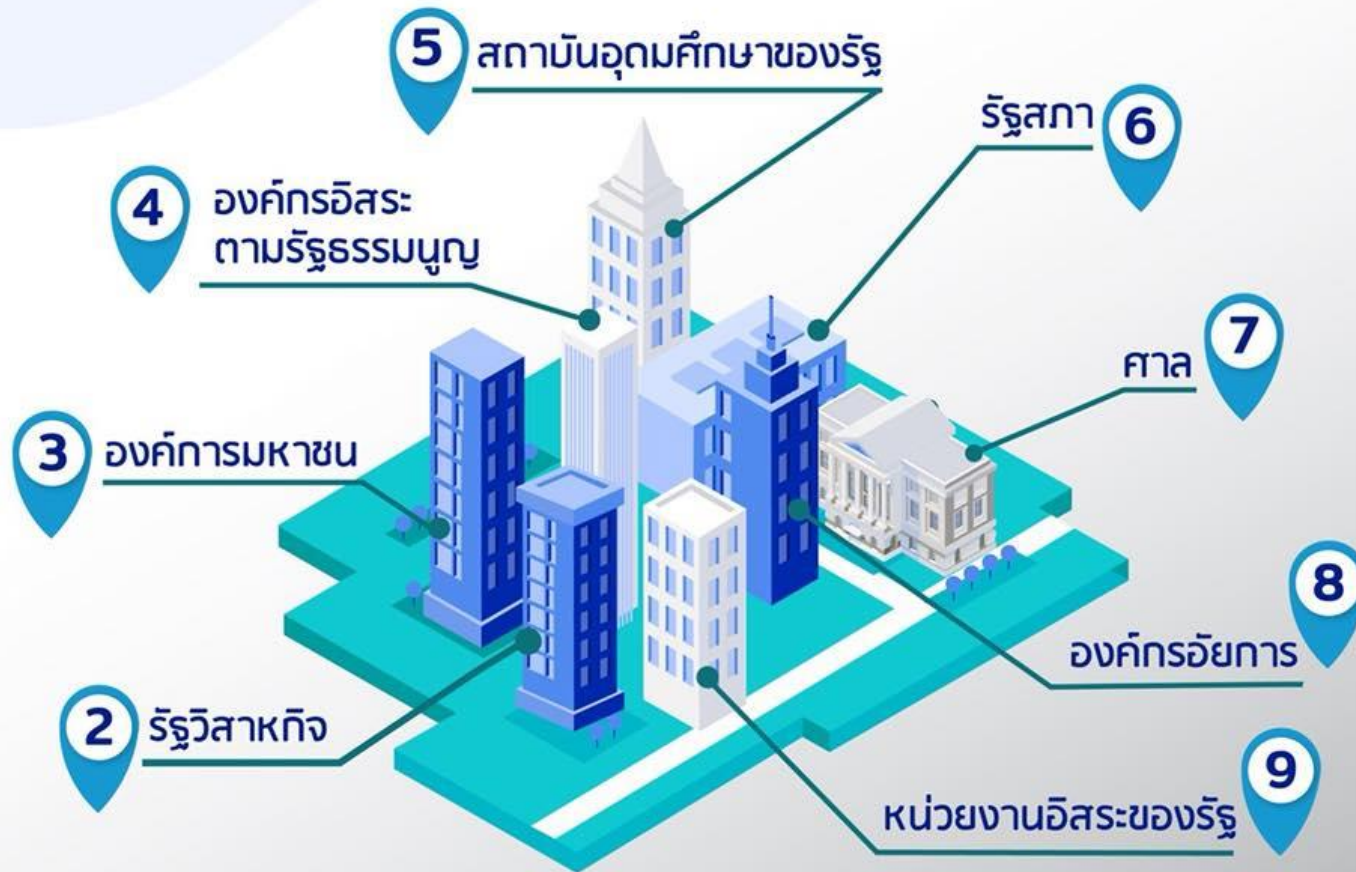 5 สถาบันอุดมศึกษาของรัฐ
รัฐสภา 6
4 องค์กรอิสระ
ตามรัฐธรรมนูญ
ศาล 7
3 องค์การมหาชน
องค์กรอัยการ 8
2 รัฐวิสาหกิจ
หน่วยงานอิสระของรัฐ 9